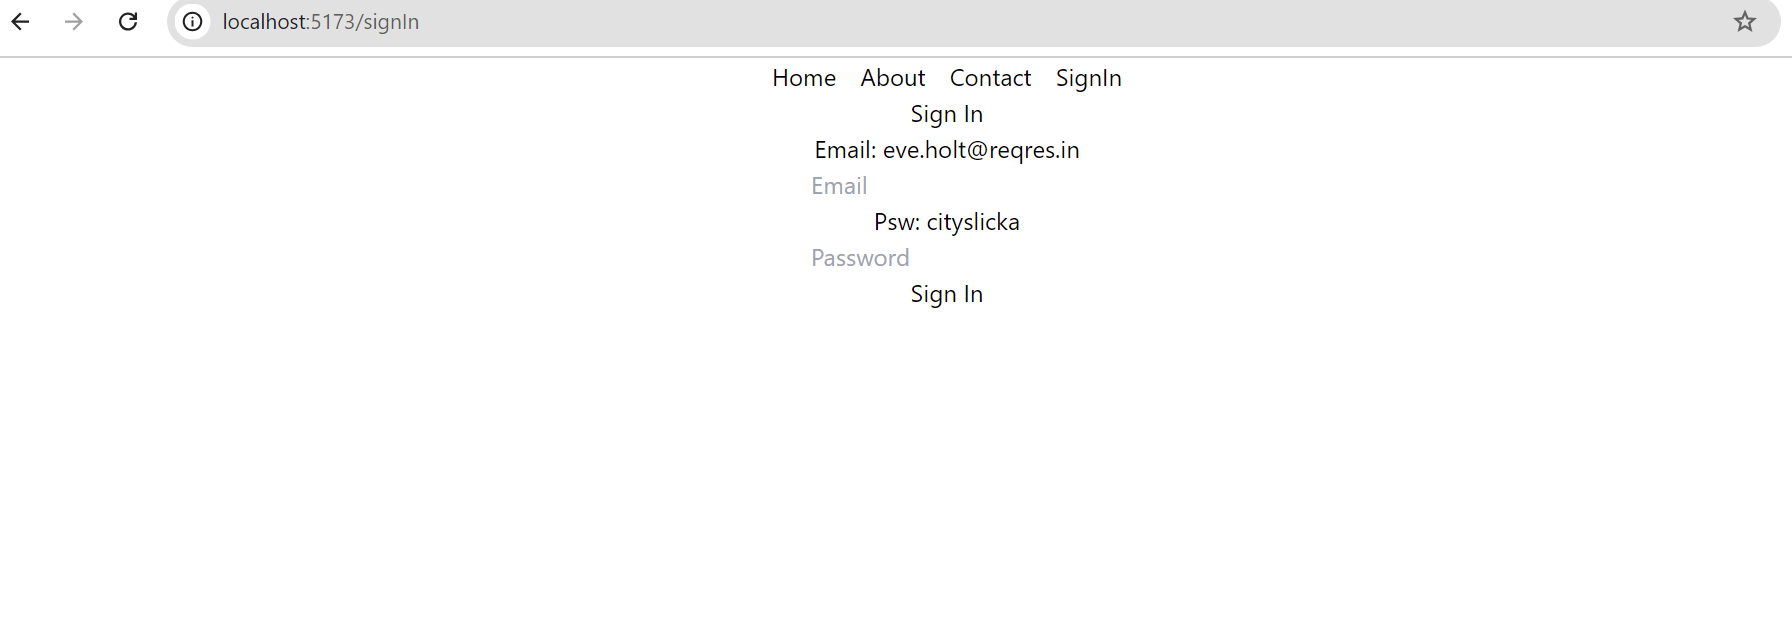 localhost:5173/signIn
Home About Contact SignIn
Sign In
Email: eve.holt@reqres.in
Email
Psw: cityslicka
Password
Sign In